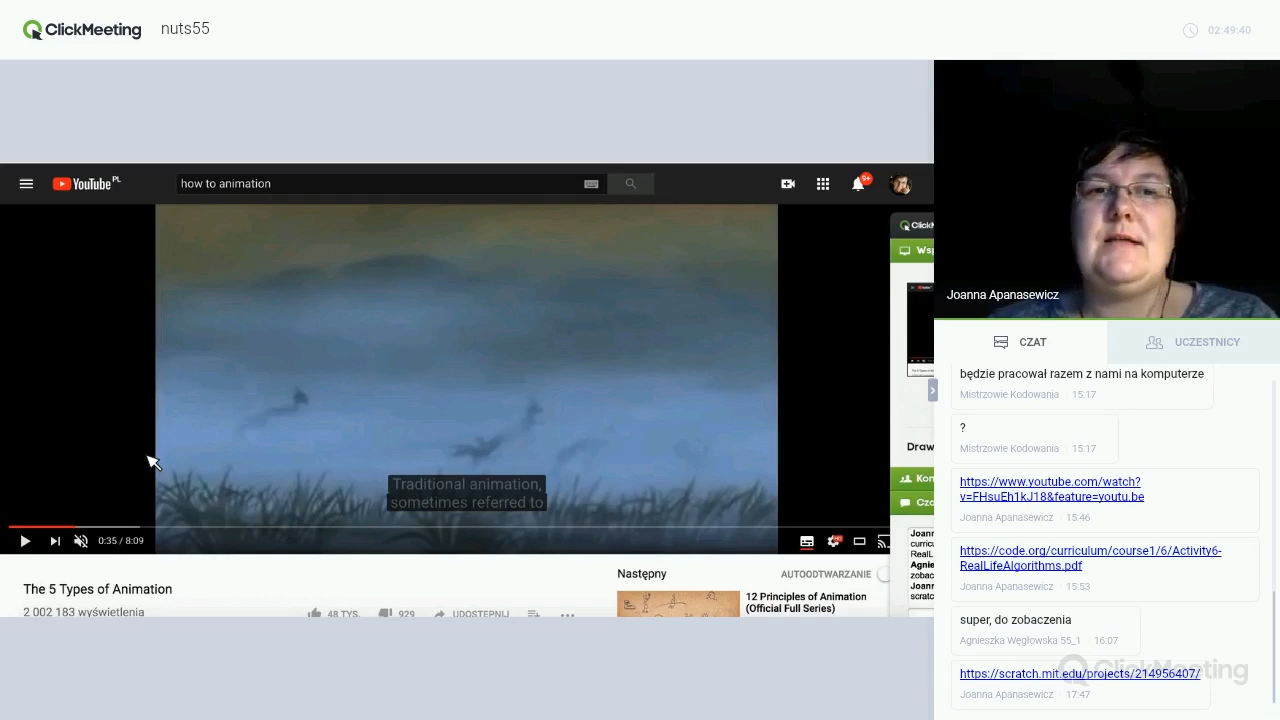 ClickMeeting
nuts55
02:49:40
YouTube PL
how to animation
9+
Traditional animation,
sometimes referred to
0:35 / 8:09
The 5 Types of Animation
2 002 183 wyświetlenia
48 TYS.
929
UDOSTĘPNIJ
Następny
AUTOODTWARZANIE
12 Principles of Animation
(Official Full Series)
Joanna Apanasewicz
CZAT
UCZESTNICY
będzie pracował razem z nami na komputerze
Mistrzowie Kodowania 15:17
?
Mistrzowie Kodowania 15:17
https://www.youtube.com/watch?
v=FHsuEh1kJ18&feature=youtu.be
Joanna Apanasewicz 15:46
https://code.org/curriculum/course1/6/Activity6-
RealLifeAlgorithms.pdf
Joanna Apanasewicz 15:53
super, do zobaczenia
Agnieszka Węgłowska 55_1 16:07
https://scratch.mit.edu/projects/214956407/
Joanna Apanasewicz 17:47
ClickMeeting